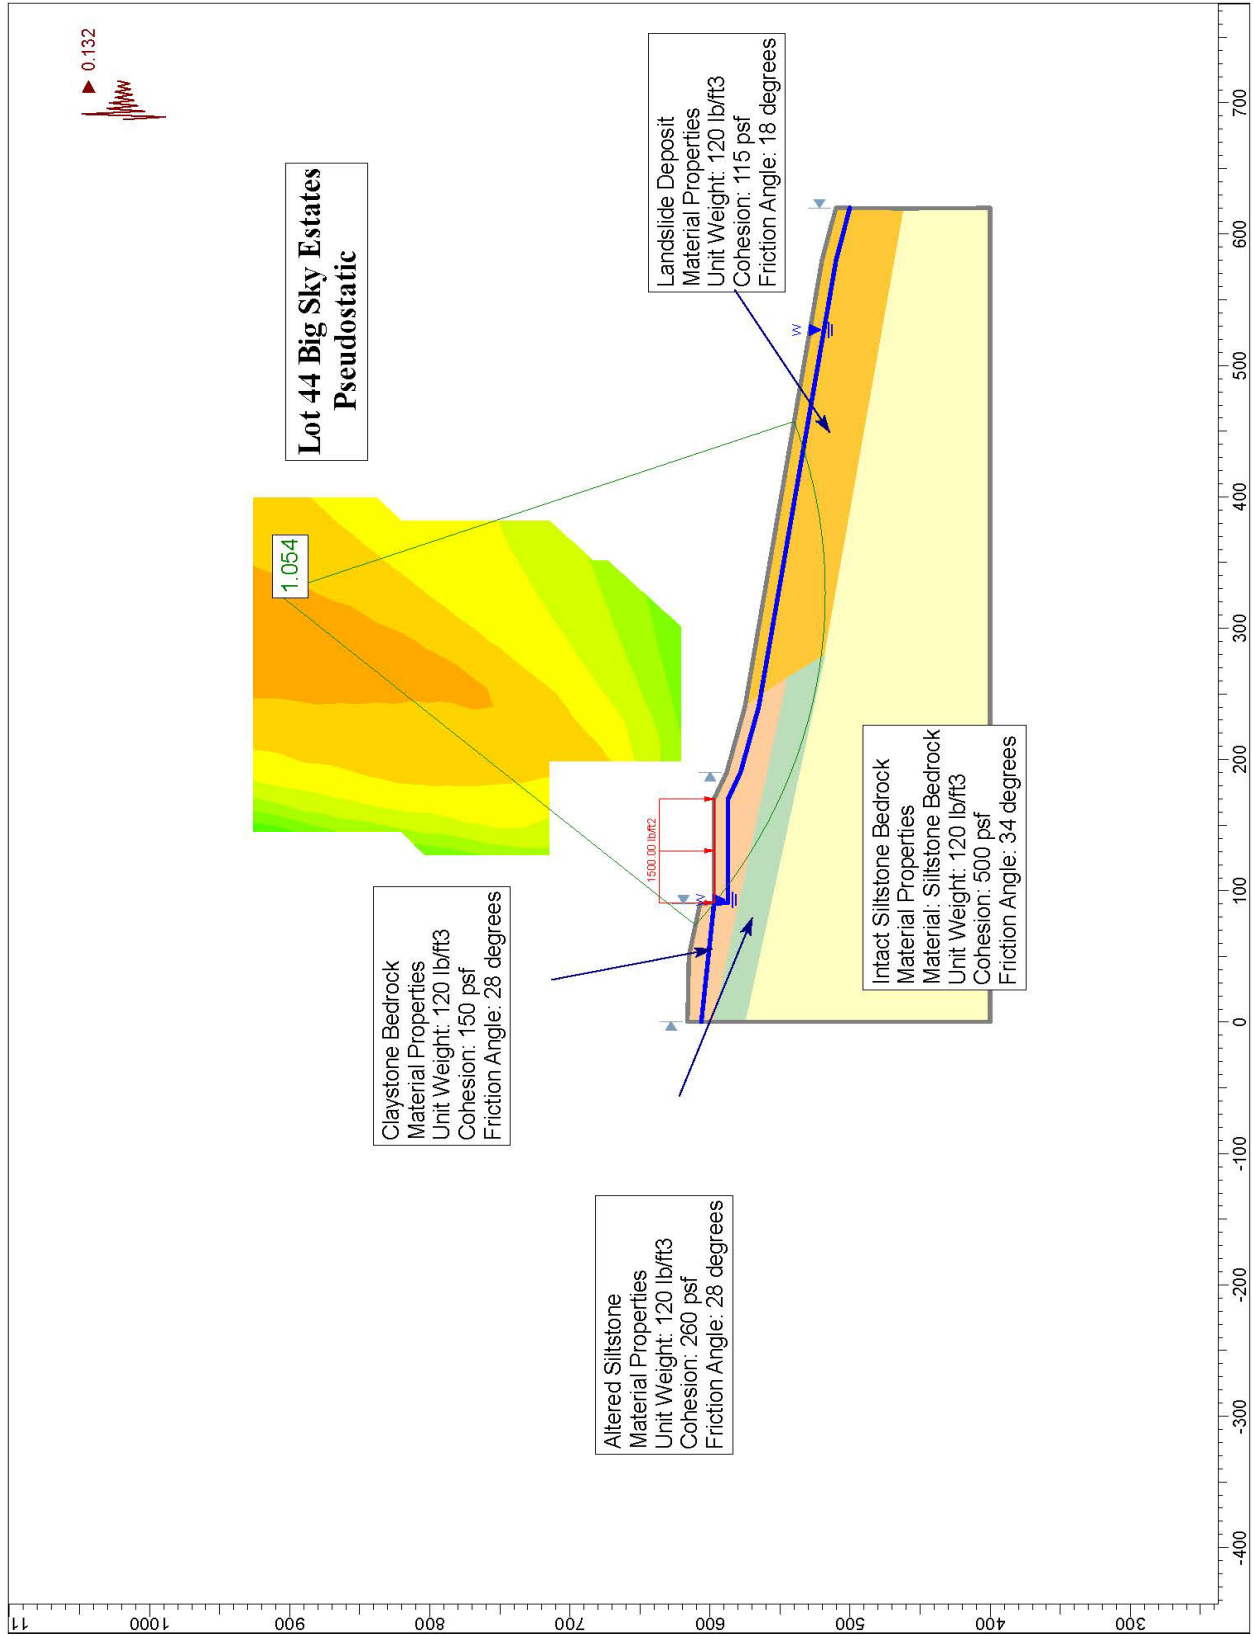 0.132
Lot 44 Big Sky Estates
Pseudostatic
1.054
Landslide Deposit
Material Properties
Unit Weight: 120 lb/ft3
Cohesion: 115 psf
Friction Angle: 18 degrees
W
1500.00 lb/ft2
W
Claystone Bedrock
Material Properties
Unit Weight: 120 lb/ft3
Cohesion: 150 psf
Friction Angle: 28 degrees
Altered Siltstone
Material Properties
Unit Weight: 120 lb/ft3
Cohesion: 260 psf
Friction Angle: 28 degrees
Intact Siltstone Bedrock
Material Properties
Material: Siltstone Bedrock
Unit Weight: 120 lb/ft3
Cohesion: 500 psf
Friction Angle: 34 degrees
11
1000
900
800
700
600
500
400
300
-400
-300
-200
-100
0
100
200
300
400
500
600
700